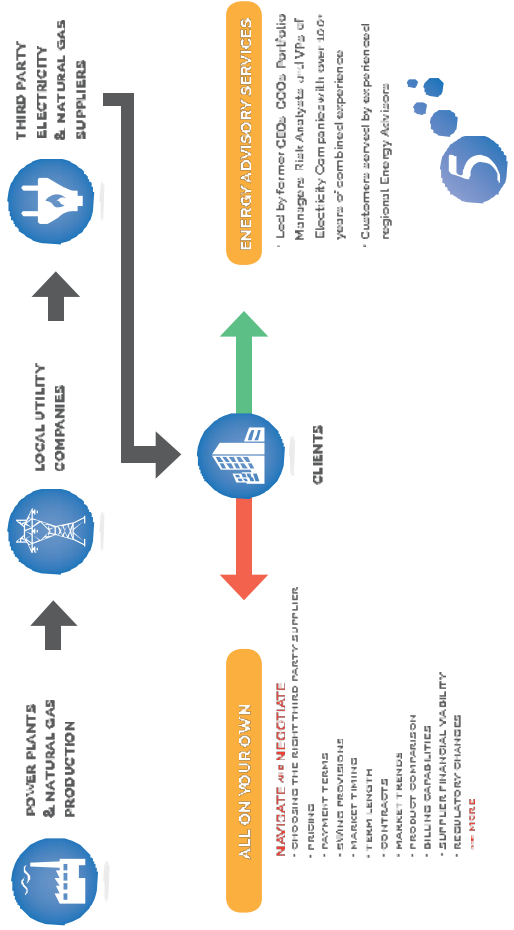 POWER PLANTS
& NATURAL GAS
PRODUCTION
LOCAL UTILITY
COMPANIES
THIRD PARTY
ELECTRICITY
& NATURAL GAS
SUPPLIERS
CLIENTS
ALL ON YOUR OWN
NAVIGATE AND NEGOTIATE
• CHOOSING THE RIGHT THIRD PARTY SUPPLIER
• PRICING
• PAYMENT TERMS
• SWING PROVISIONS
• MARKET TIMING
• TERM LENGTH
• CONTRACTS
• MARKET TRENDS
• PRODUCT COMPARISON
• BILLING CAPABILITIES
• SUPPLIER FINANCIAL VIABILITY
• REGULATORY CHANGES
AND MORE
ENERGY ADVISORY SERVICES
* Led by former CEOs COOs Portfolio
Managers Risk Analysts and VPs of
Electricity Companies with over
years of combined experience
* Customers served by experienced
regional Energy Advisors
5